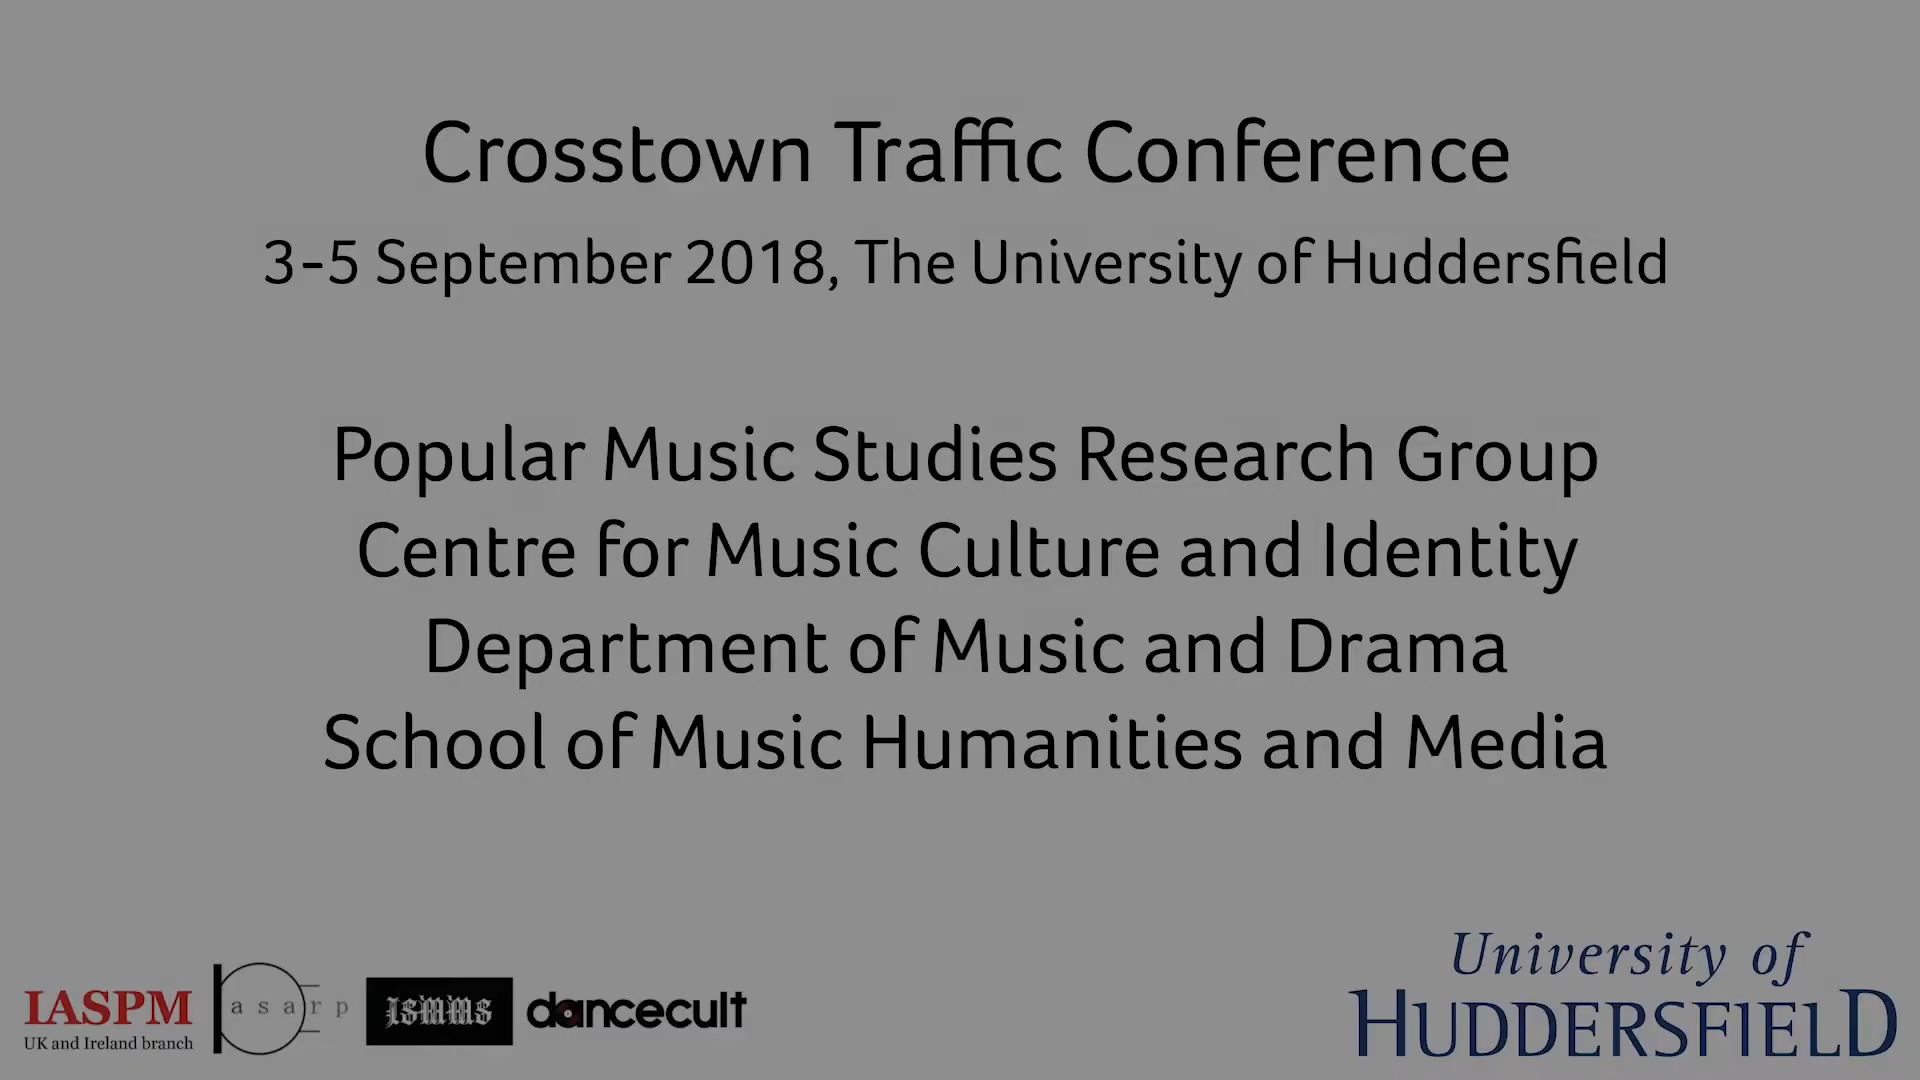 Crosstown Traffic Conference
3-5 September 2018, The University of Huddersfield
Popular Music Studies Research Group
Centre for Music Culture and Identity
Department of Music and Drama
School of Music Humanities and Media
IASPM
UK and Ireland branch
asarp
ISMMS
dancecult
University of
HUDDERSFIELD